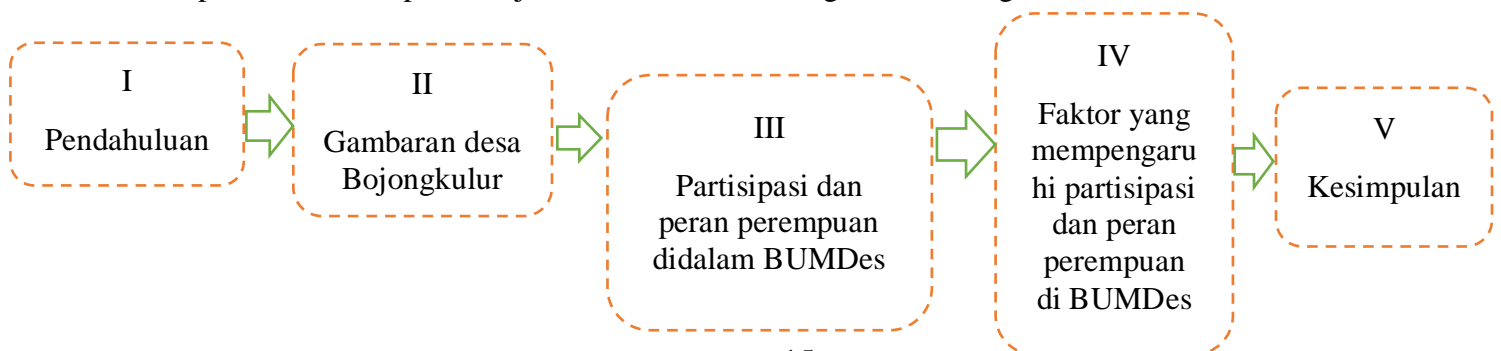 I
Pendahuluan
II
Gambaran desa
Bojongkulur
III
Partisipasi dan
peran perempuan
didalam BUMDes
IV
Faktor yang
mempengaru
hi partisipasi
dan peran
perempuan
di BUMDes
V
Kesimpulan